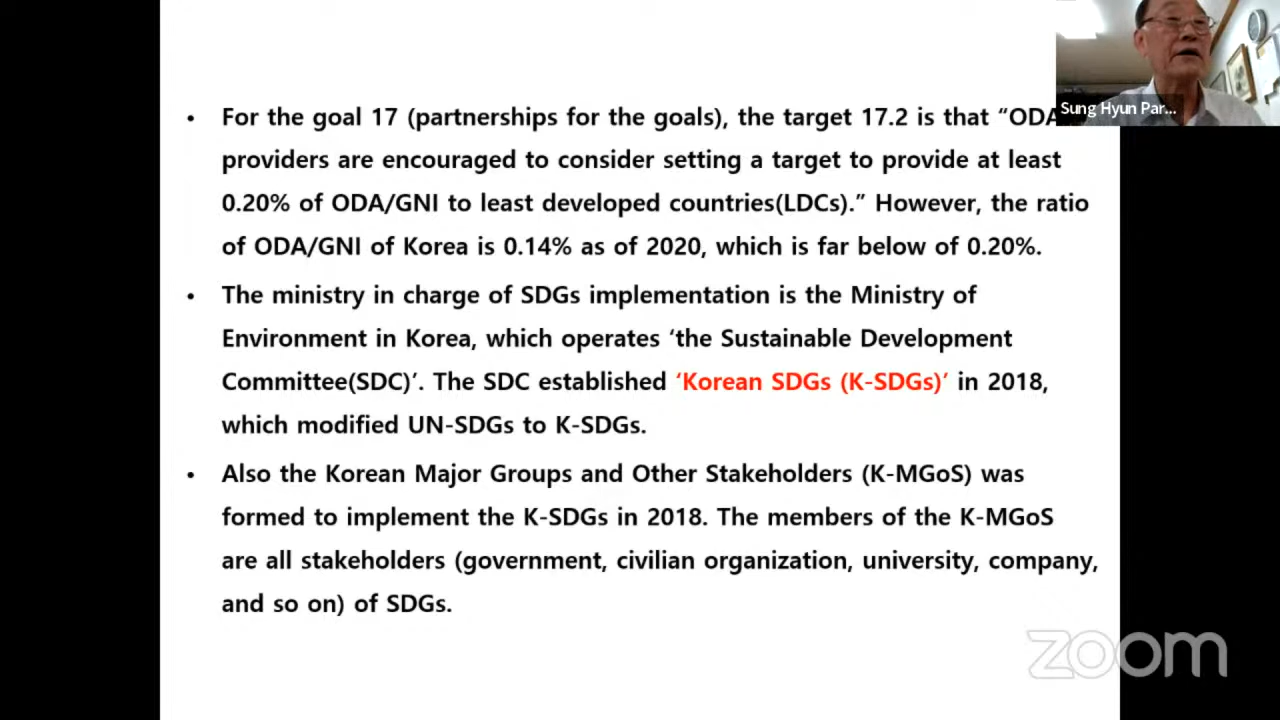 • For the goal 17 (partnerships for the goals), the target 17.2 is that “ODA
providers are encouraged to consider setting a target to provide at least
0.20% of ODA/GNI to least developed countries(LDCs).” However, the ratio
of ODA/GNI of Korea is 0.14% as of 2020, which is far below of 0.20%.
• The ministry in charge of SDGs implementation is the Ministry of
Environment in Korea, which operates ‘the Sustainable Development
Committee(SDC)’. The SDC established ‘Korean SDGs (K-SDGs)’ in 2018,
which modified UN-SDGs to K-SDGs.
• Also the Korean Major Groups and Other Stakeholders (K-MGoS) was
formed to implement the K-SDGs in 2018. The members of the K-MGoS
are all stakeholders (government, civilian organization, university, company,
and so on) of SDGs.
Sung Hyun Par...
zoom